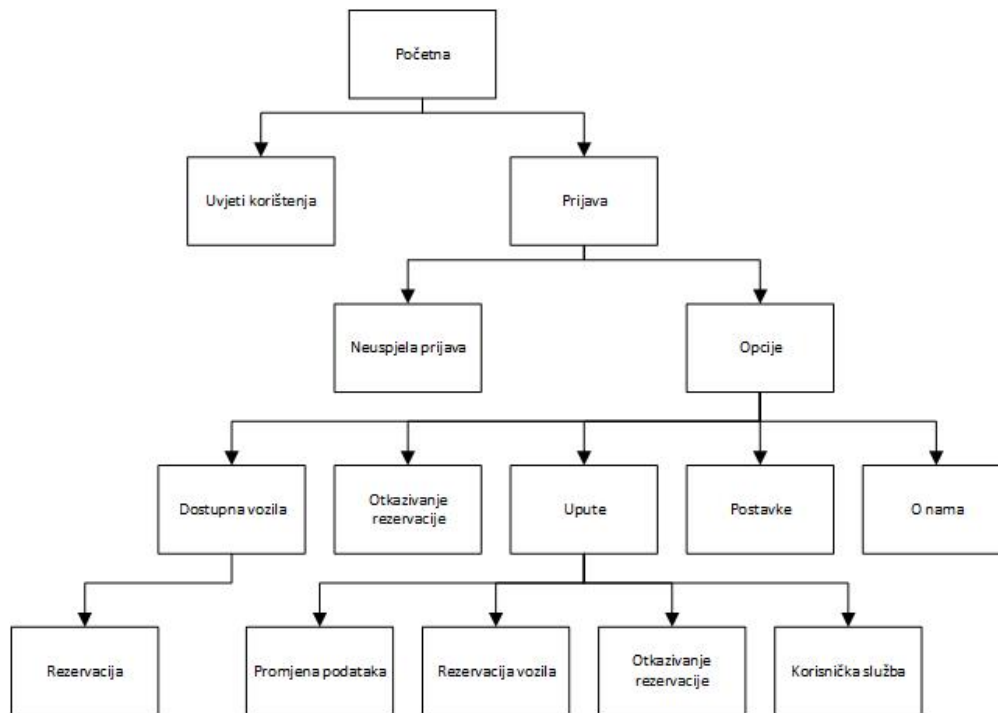 Početna
Uvjeti korištenja
Prijava
Neuspjela prijava
Opcije
Dostupna vozila
Otkazivanje
rezervacije
Upute
Postavke
O nama
Rezervacija
Promjena podataka
Rezervacija vozila
Otkazivanje
rezervacije
Korisnička služba